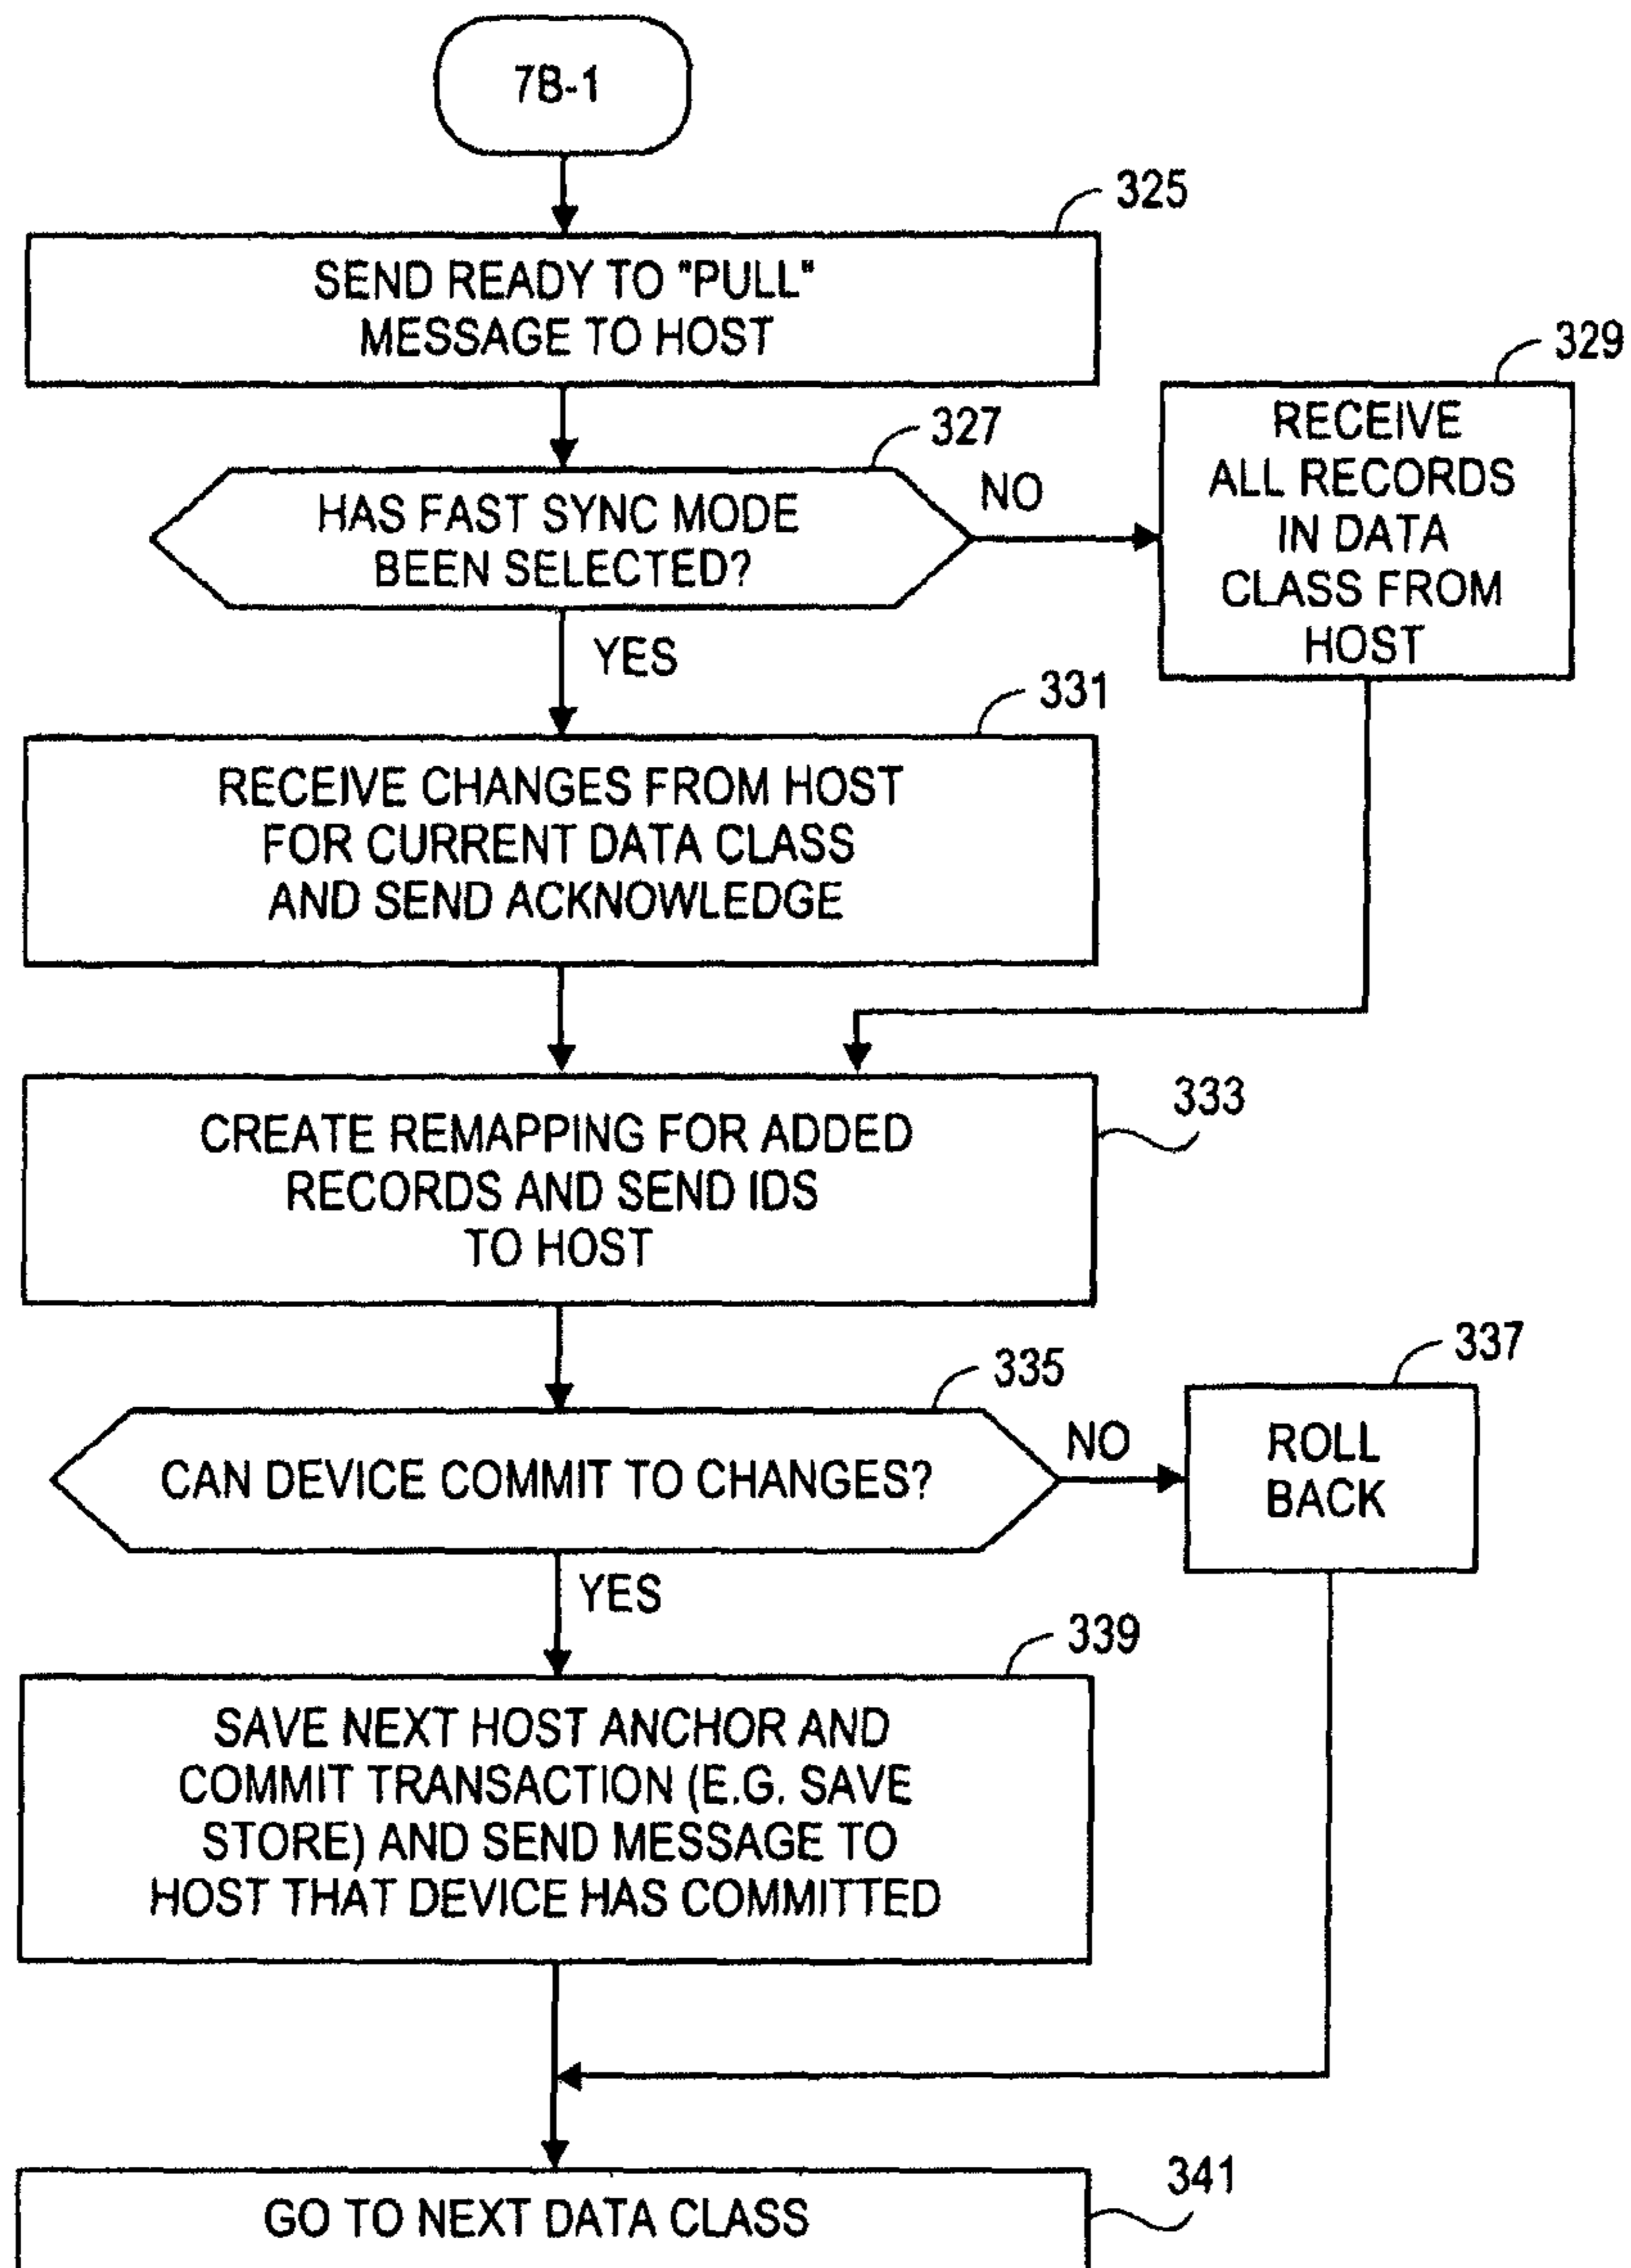 7B-1
325
SEND READY TO "PULL"
MESSAGE TO HOST
327
HAS FAST SYNC MODE
BEEN SELECTED?
NO
329
RECEIVE
ALL RECORDS
IN DATA
CLASS FROM
HOST
YES
331
RECEIVE CHANGES FROM HOST
FOR CURRENT DATA CLASS
AND SEND ACKNOWLEDGE
333
CREATE REMAPPING FOR ADDED
RECORDS AND SEND IDS
TO HOST
335
CAN DEVICE COMMIT TO CHANGES?
NO
337
ROLL
BACK
YES
339
SAVE NEXT HOST ANCHOR AND
COMMIT TRANSACTION (E.G. SAVE
STORE) AND SEND MESSAGE TO
HOST THAT DEVICE HAS COMMITTED
341
GO TO NEXT DATA CLASS